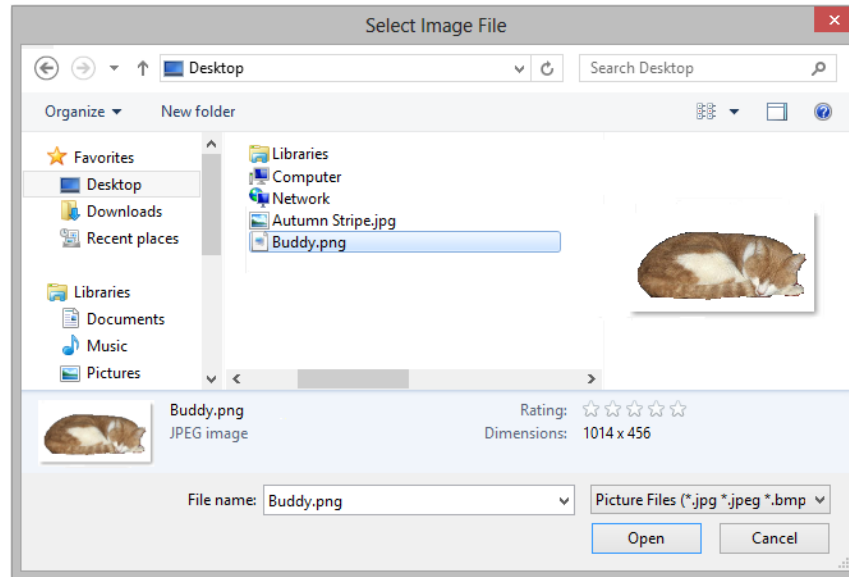 Select Image File
Desktop
Search Desktop
Organize
New folder
Favorites
Desktop
Downloads
Recent places
Libraries
Documents
Music
Pictures
Libraries
Computer
Network
Autumn Stripe.jpg
Buddy.png
Buddy.png
JPEG image
Rating:
Dimensions: 1014 x 456
File name: Buddy.png
Picture Files (*.jpg *.jpeg *.bmp
Open Cancel